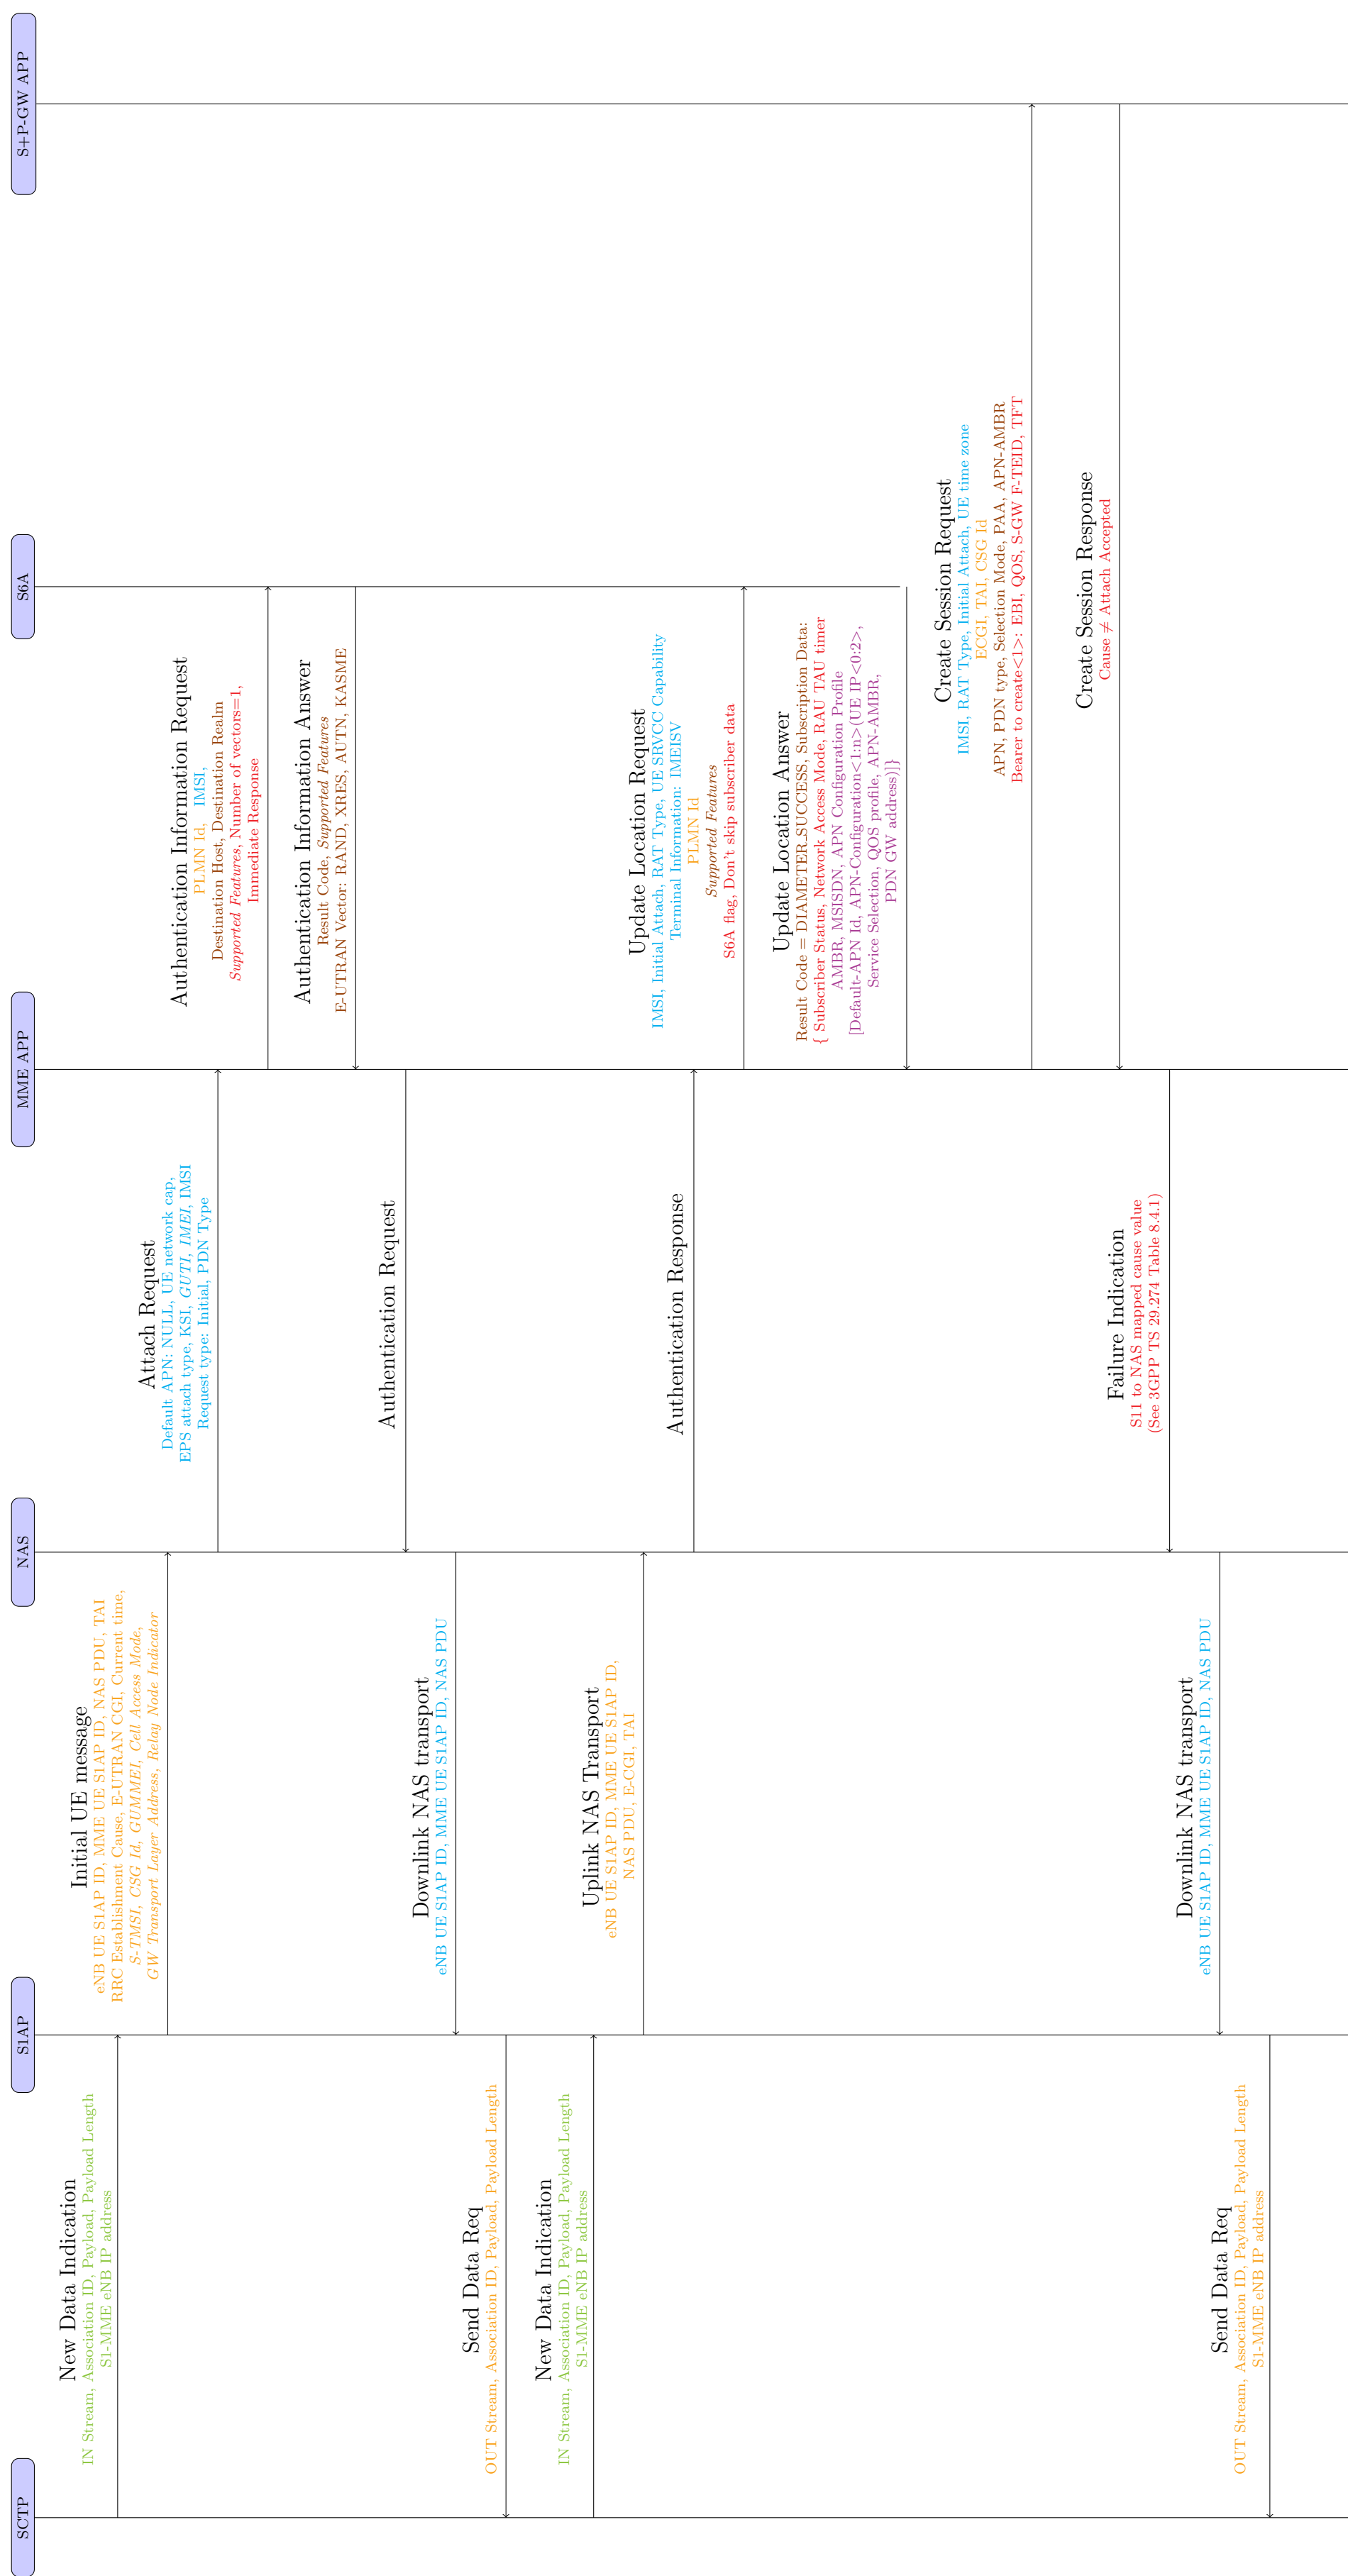 SCTP
S1AP
NAS
MME APP
S6A
S+P-GW APP
New Data Indication
IN Stream, Association ID, Payload, Payload Length
S1-MME eNB IP address
Initial UE message
eNB UE S1AP ID, MME UE S1AP ID, NAS PDU, TAI
RRC Establishment Cause, E-UTRAN CGI, Current time,
S-TMSI, CSG Id, GUMMEI, Cell Access Mode,
GW Transport Layer Address, Relay Node Indicator
Attach Request
Default APN: NULL, UE network cap,
EPS attach type, KSI, GUTI, IMEI, IMSI
Request type: Initial, PDN Type
Authentication Information Request
PLMN Id, IMSI,
Destination Host, Destination Realm
Supported Features, Number of vectors=1,
Immediate Response
Authentication Information Answer
Result Code, Supported Features
E-UTRAN Vector: RAND, XRES, AUTN, KASME
Authentication Request
Downlink NAS transport
eNB UE S1AP ID, MME UE S1AP ID, NAS PDU
Send Data Req
OUT Stream, Association ID, Payload, Payload Length
New Data Indication
IN Stream, Association ID, Payload, Payload Length
S1-MME eNB IP address
Uplink NAS Transport
eNB UE S1AP ID, MME UE S1AP ID,
NAS PDU, E-CGI, TAI
Authentication Response
Update Location Request
IMSI, Initial Attach, RAT Type, UE SRVCC Capability
Terminal Information: IMEISV
PLMN Id
Supported Features
S6A flag, Don't skip subscriber data
Update Location Answer
Result Code = DIAMETER_SUCCESS, Subscription Data:
{ Subscriber Status, Network Access Mode, RAU TAU timer
AMBR, MSISDN, APN Configuration Profile
[Default-APN Id, APN-Configuration<1:n>(UE IP<0:2>,
Service Selection, QOS profile, APN-AMBR,
PDN GW address)]}
Create Session Request
IMSI, RAT Type, Initial Attach, UE time zone
ECGI, TAI, CSG Id
APN, PDN type, Selection Mode, PAA, APN-AMBR
Bearer to create<1>: EBI, QOS, S-GW F-TEID, TFT
Create Session Response
Cause ≠ Attach Accepted
Failure Indication
S11 to NAS mapped cause value
(See 3GPP TS 29.274 Table 8.4.1)
Downlink NAS transport
eNB UE S1AP ID, MME UE S1AP ID, NAS PDU
Send Data Req
OUT Stream, Association ID, Payload, Payload Length
S1-MME eNB IP address